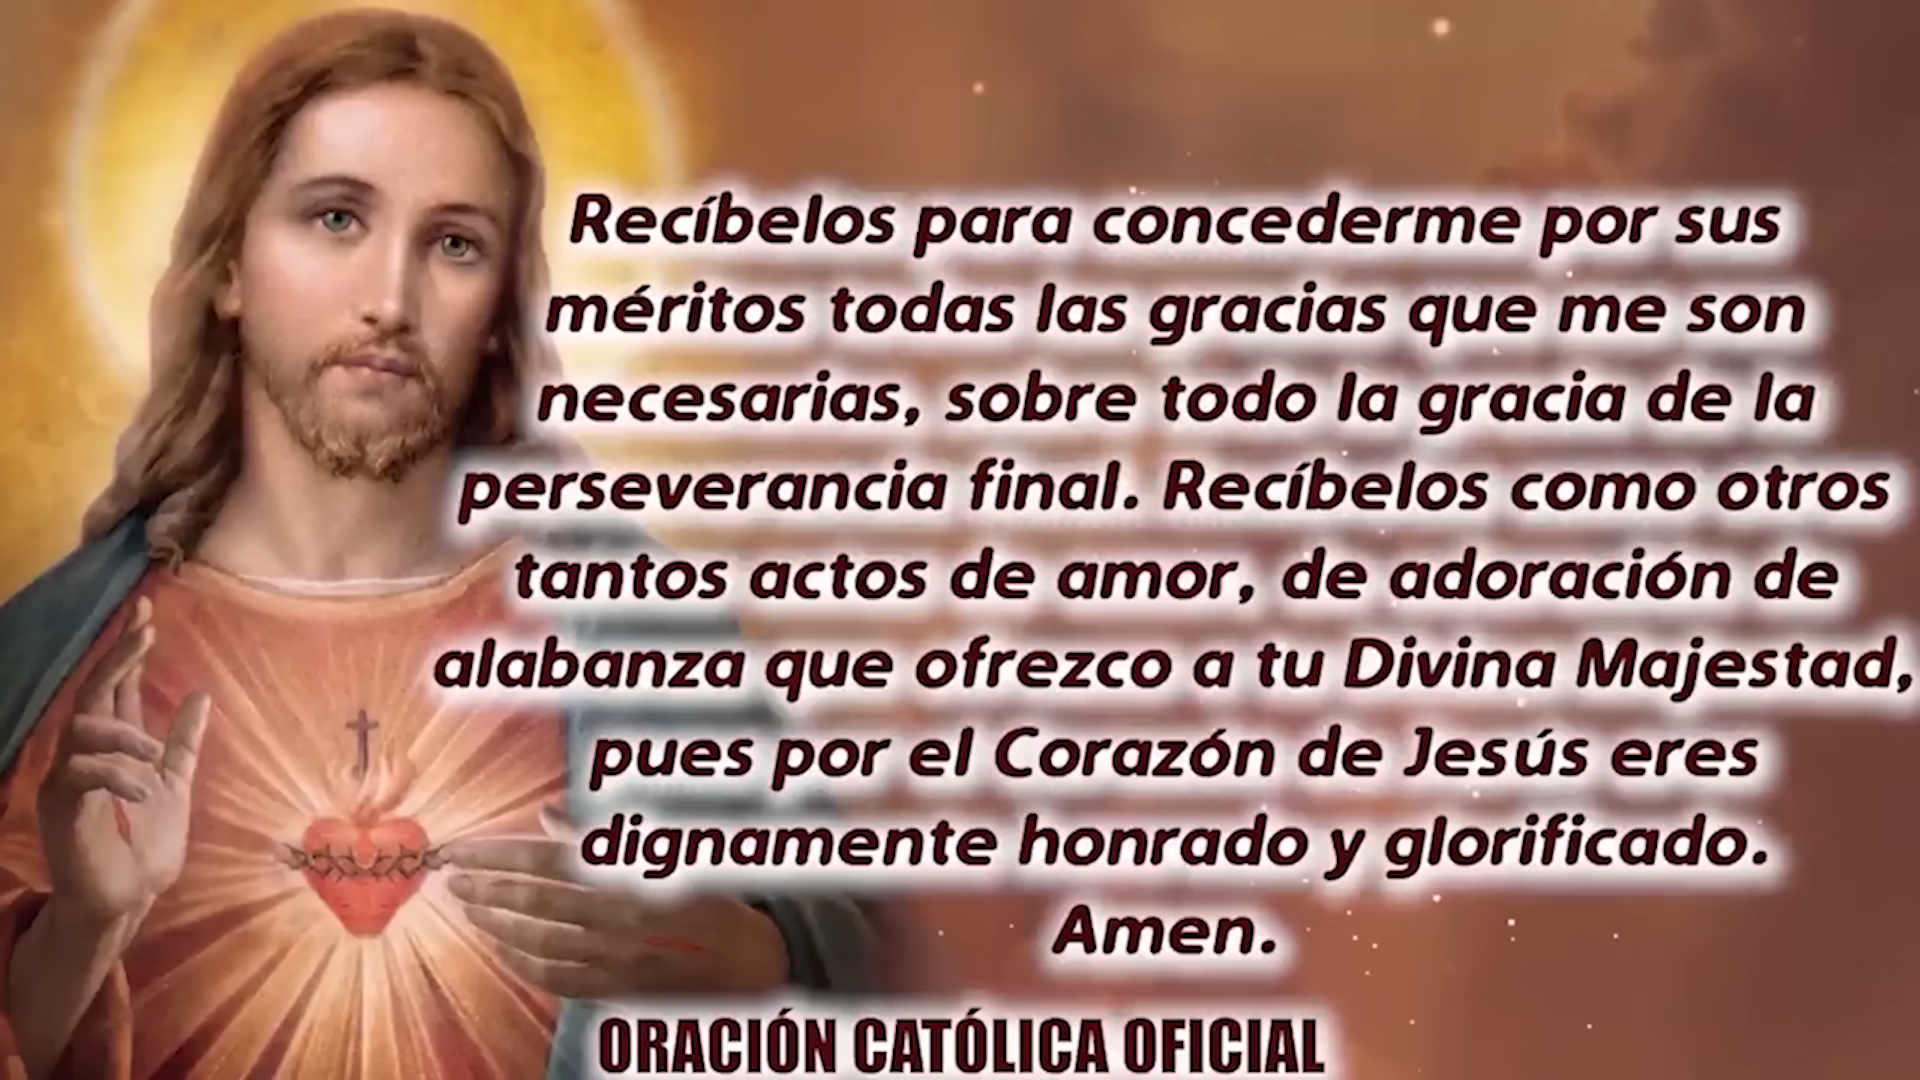 Recíbelos para concederme por sus
méritos todas las gracias que me son
necesarias, sobre todo la gracia de la
perseverancia final. Recíbelos como otros
tantos actos de amor, de adoración de
alabanza que ofrezco a tu Divina Majestad,
pues por el Corazón de Jesús eres
dignamente honrado y glorificado.
Amen.
ORACIÓN CATÓLICA OFICIAL